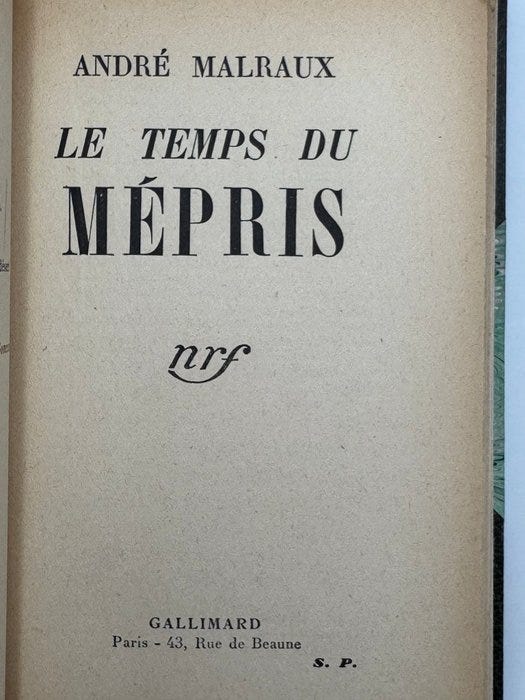 ANDRÉ MALRAUX
LE TEMPS DU
MÉPRIS
nrf
GALLIMARD
Paris - 43, Rue de Beaune
S. P.